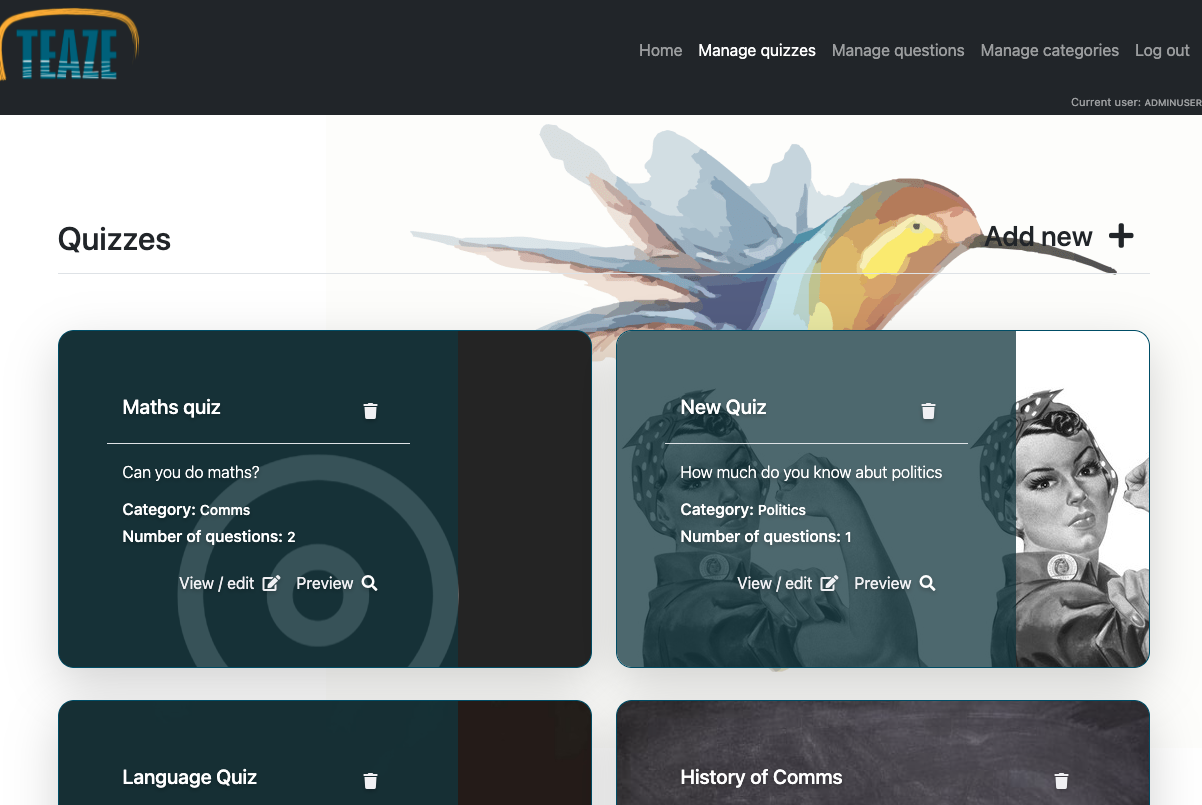 TEAZE
Home Manage quizzes Manage questions Manage categories Log out
Current user: ADMINUSER
Quizzes
Add new
Maths quiz
Can you do maths?
Category: Comms
Number of questions: 2
View / edit Preview
New Quiz
How much do you know abut politics
Category: Politics
Number of questions: 1
View / edit Preview
Language Quiz
History of Comms